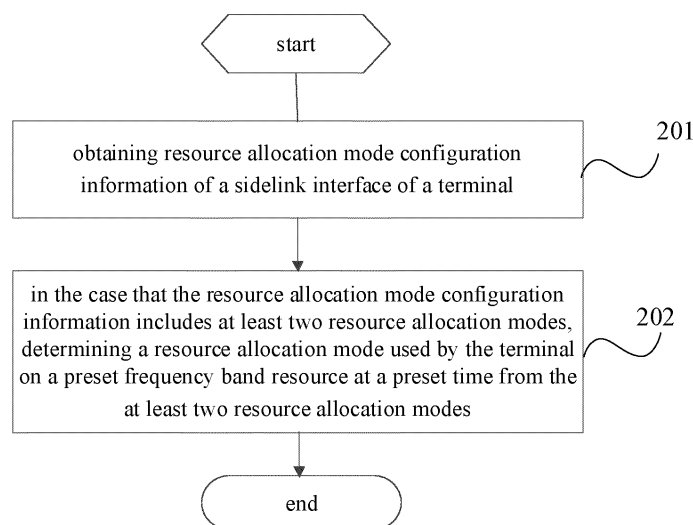 start
obtaining resource allocation mode configuration
information of a sidelink interface of a terminal
201
in the case that the resource allocation mode configuration
information includes at least two resource allocation modes,
determining a resource allocation mode used by the terminal
on a preset frequency band resource at a preset time from the
at least two resource allocation modes
202
end